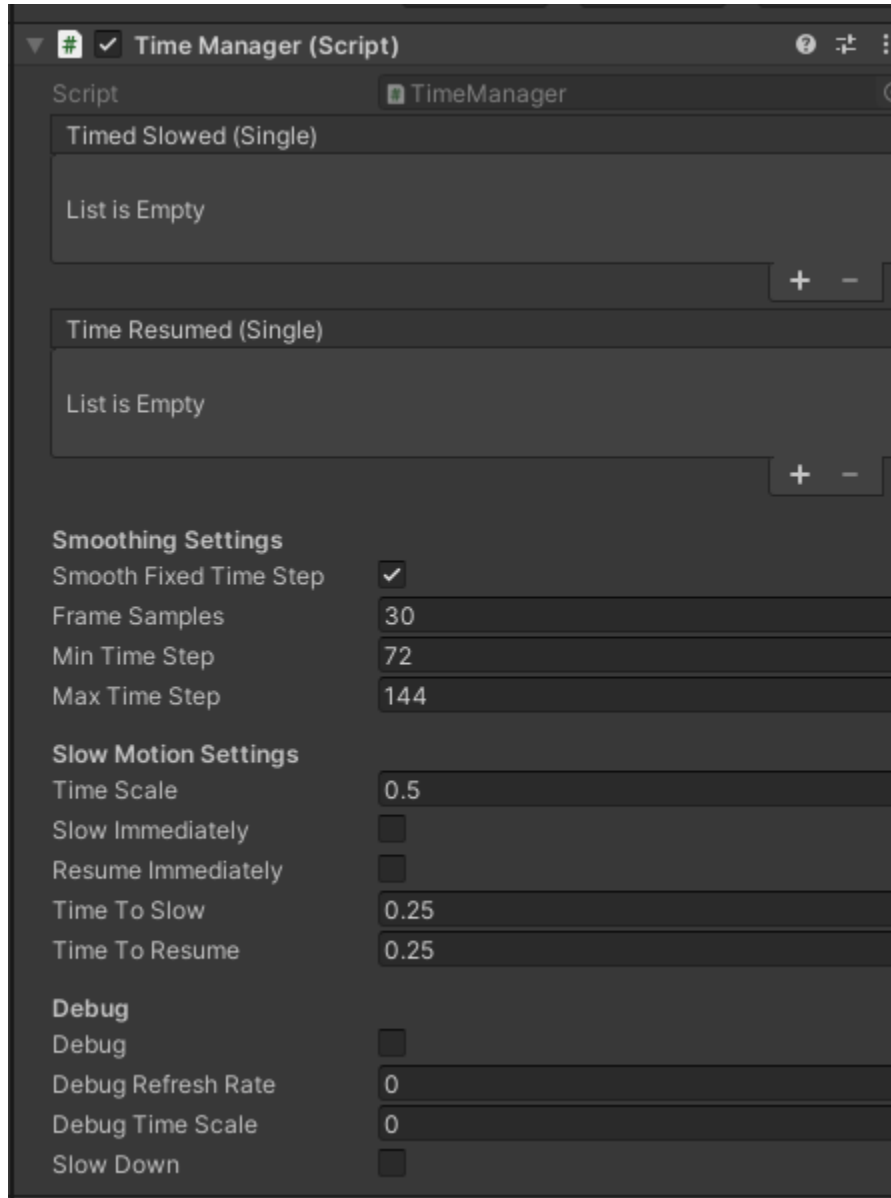 Time Manager (Script)
Script TimeManager
Timed Slowed (Single)
List is Empty
Time Resumed (Single)
List is Empty
Smoothing Settings
Smooth Fixed Time Step
Frame Samples 30
Min Time Step 72
Max Time Step 144
Slow Motion Settings
Time Scale 0.5
Slow Immediately
Resume Immediately
Time To Slow 0.25
Time To Resume 0.25
Debug
Debug
Debug Refresh Rate 0
Debug Time Scale 0
Slow Down